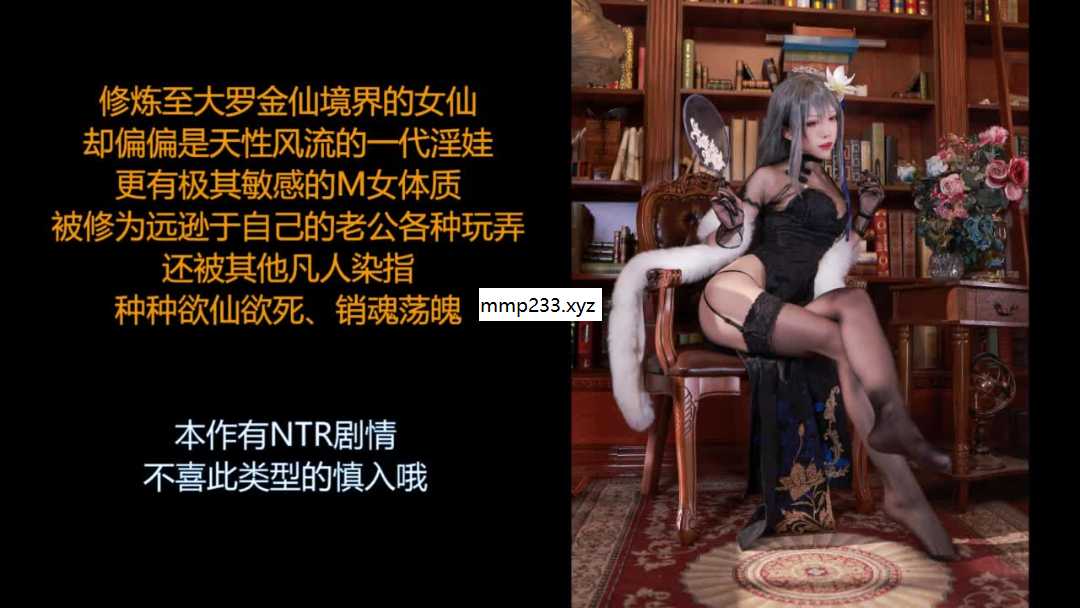 修炼至大罗金仙境界的女仙
却偏偏是天性风流的一代淫娃
更有极其敏感的M女体质
被修为远逊于自己的老公各种玩弄
还被其他凡人染指
种种欲仙欲死、销魂荡魄
mmp233.xyz
本作有NTR剧情
不喜此类型的慎入哦